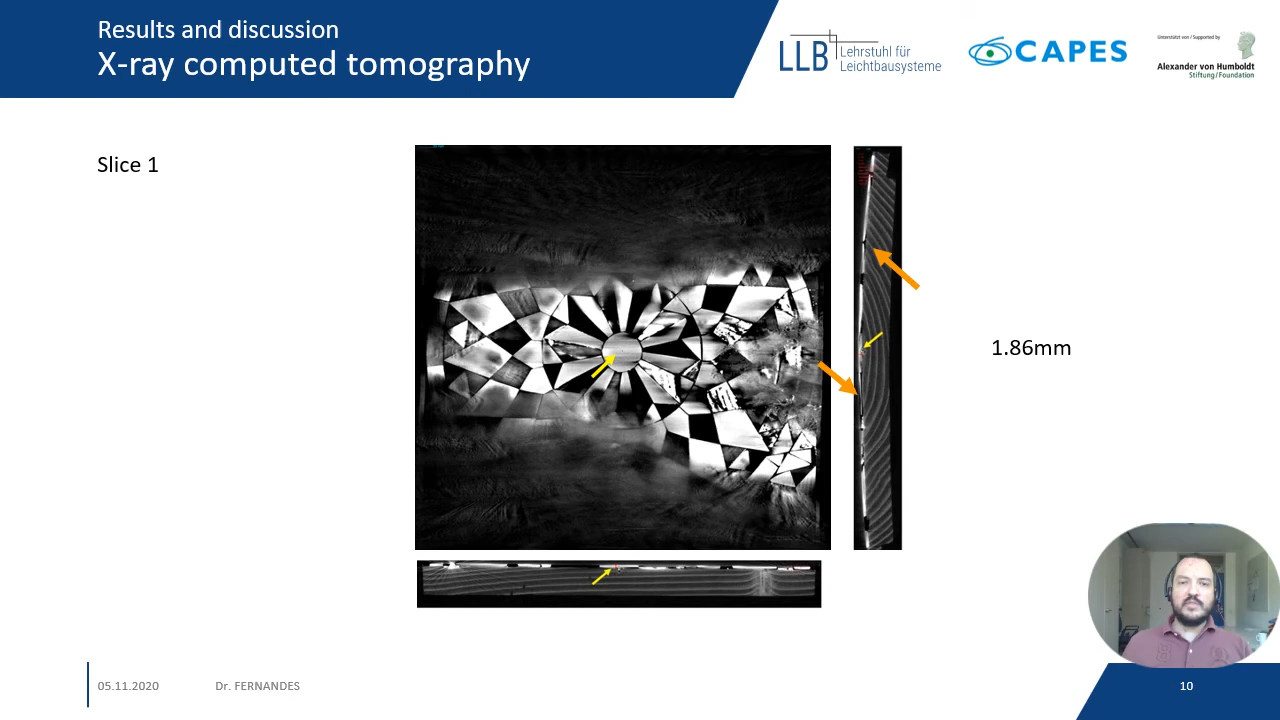 Results and discussion
X-ray computed tomography
LLB Lehrstuhl für
Leichtbausysteme
CAPES
Unterstützt von / Supported by
Alexander von Humboldt
Stiftung/Foundation
Slice 1
1.86mm
05.11.2020
Dr. FERNANDES
10